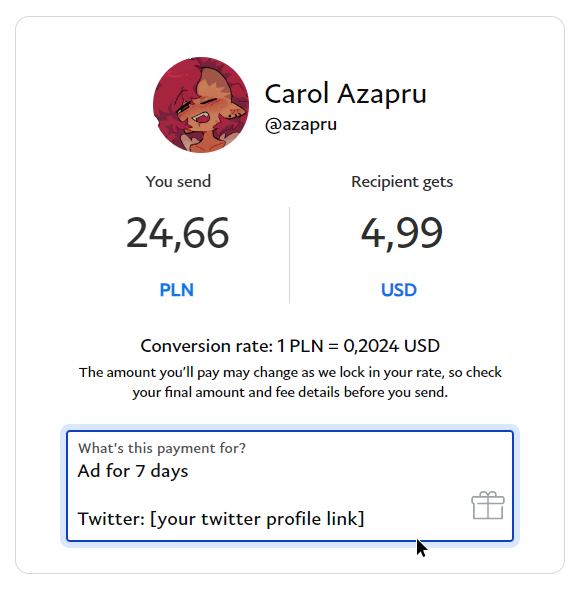 Carol Azapru
@azapru
You send
Recipient gets
24,66
4,99
PLN
USD
Conversion rate: 1 PLN = 0,2024 USD
The amount you'll pay may change as we lock in your rate, so check
your final amount and fee details before you send.
What's this payment for?
Ad for 7 days
Twitter: [your twitter profile link]